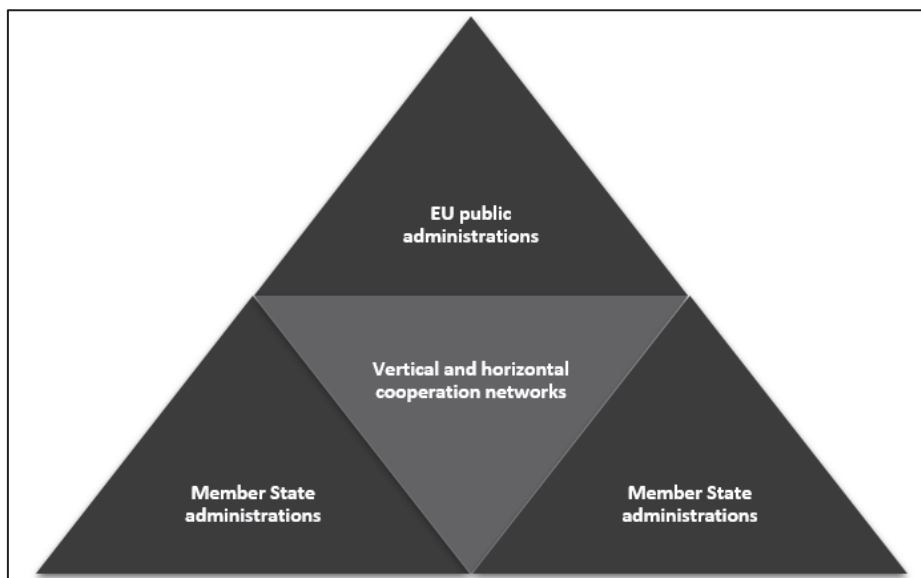 EU public
administrations
Vertical and horizontal
cooperation networks
Member State
administrations
Member State
administrations